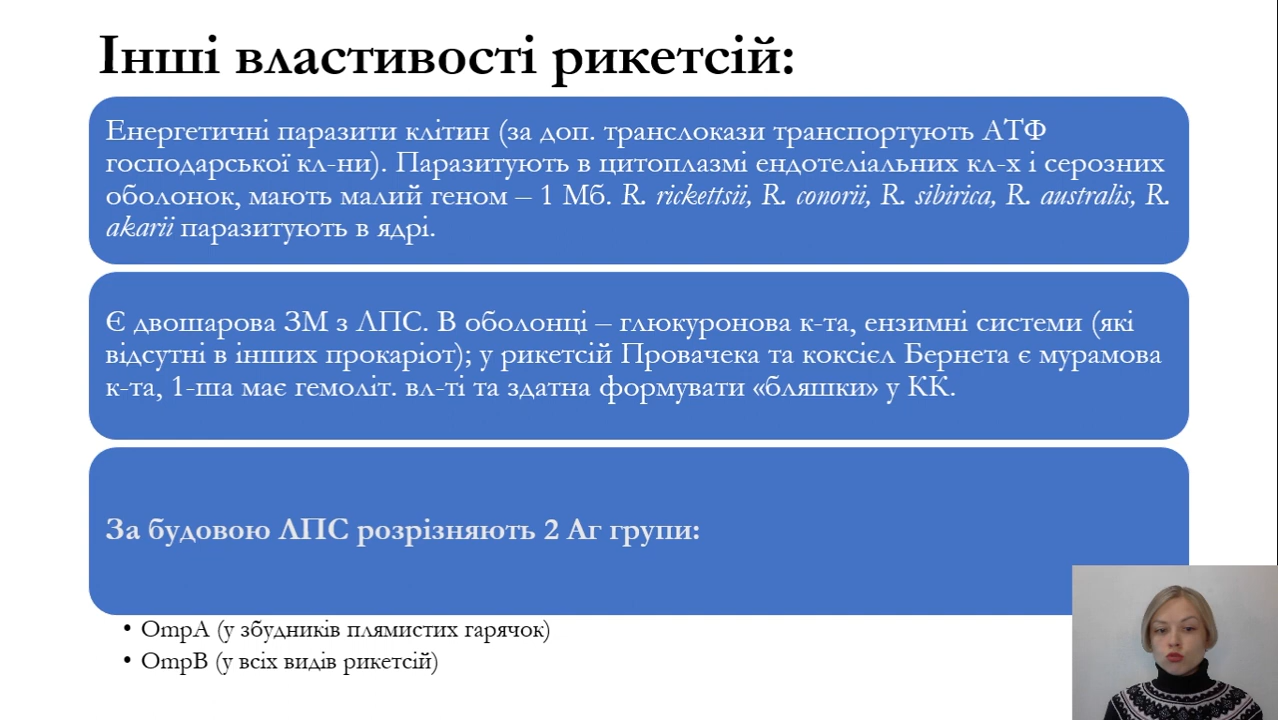 Інші властивості рикетсій:
Енергетичні паразити клітин (за доп. транслокази транспортують АТФ
господарської кл-ни). Паразитують в цитоплазмі ендотеліальних кл-х і серозних
оболонок, мають малий геном – 1 Мб. R. rickettsii, R. conorii, R. sibirica, R. australis, R.
akarii паразитують в ядрі.
Є двошарова ЗМ з ЛПС. В оболонці – глюкуронова к-та, ензимні системи (які
відсутні в інших прокаріот); у рикетсій Провачека та коксієл Бернета є мурамова
к-та, 1-ша має гемоліт. вл-ті та здатна формувати «бляшки» у КК.
За будовою ЛПС розрізняють 2 Аг групи:
• OmpA (у збудників плямистих гарячок)
• OmpB (у всіх видів рикетсій)